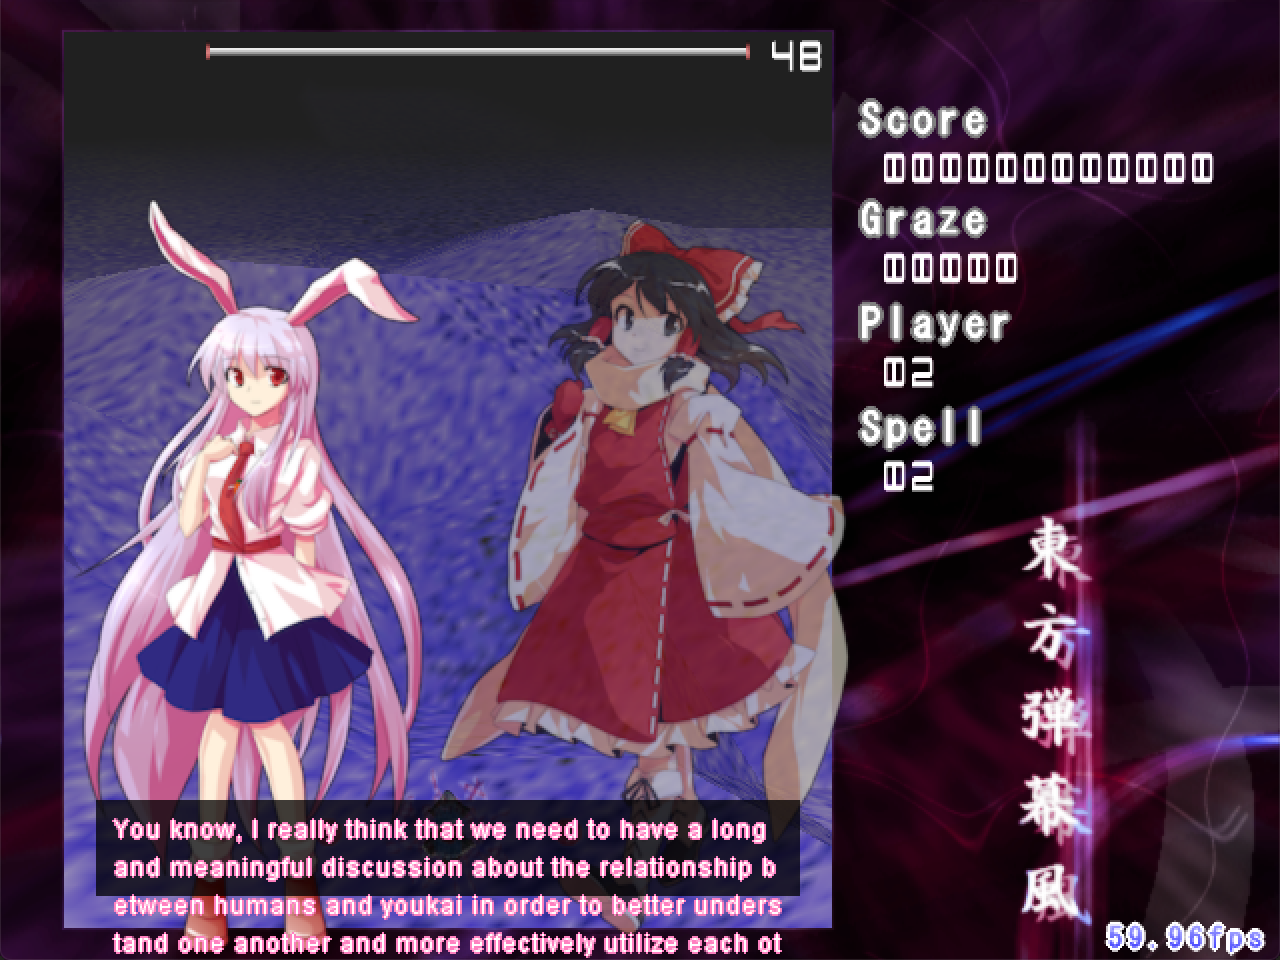 48
Score
000000000000
Graze
00000
Player
02
Spell
02
東
方
弾
幕
風
You know, I really think that we need to have a long
and meaningful discussion about the relationship b
etween humans and youkai in order to better unders
tand one another and more effectively utilize each ot
59.96fps